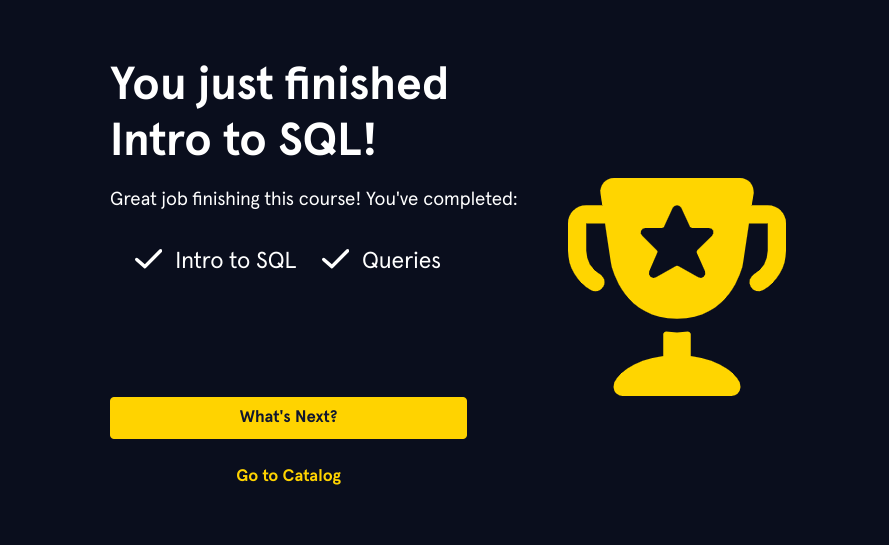 You just finished
Intro to SQL!
Great job finishing this course! You've completed:
Intro to SQL Queries
What's Next?
Go to Catalog